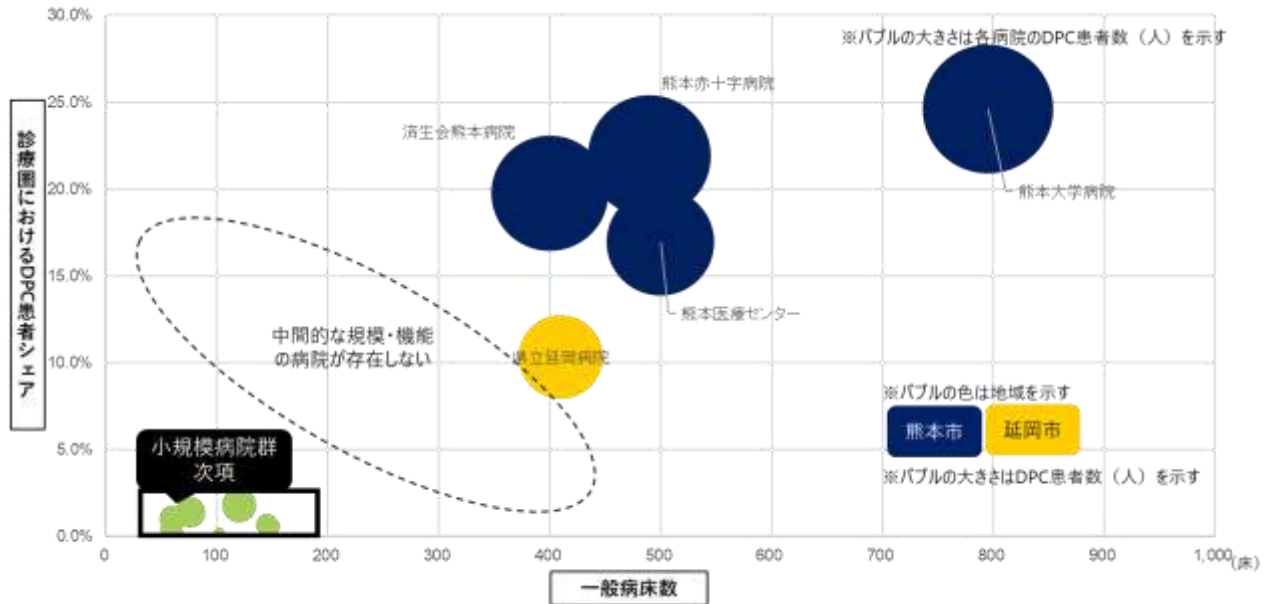 30.0%
※バブルの大きさは各病院のDPC患者数（人）を示す
熊本赤十字病院
25.0%
済生会熊本病院
診療圏におけるDPC患者シェア
20.0%
熊本大学病院
15.0%
熊本医療センター
中間的な規模・機能
の病院が存在しない
県立延岡病院
10.0%
※バブルの色は地域を示す
熊本市
延岡市
5.0%
小規模病院群
次項
※バブルの大きさはDPC患者数（人）を示す
0.0%
0 100 200 300 400 500 600 700 800 900 1,000 (床)
一般病床数